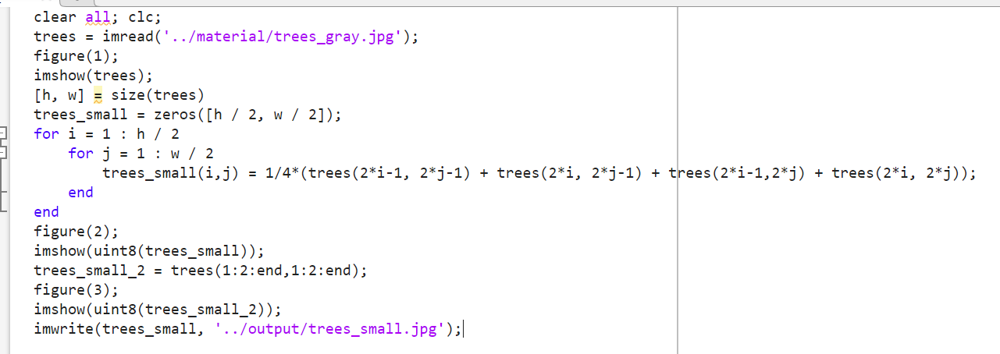 clear all; clc;
trees = imread('../material/trees_gray.jpg');
figure(1);
imshow(trees);
[h, w] = size(trees)
trees_small = zeros([h / 2, w / 2]);
for i = 1 : h / 2
    for j = 1 : w / 2
        trees_small(i,j) = 1/4*(trees(2*i-1, 2*j-1) + trees(2*i, 2*j-1) + trees(2*i-1,2*j) + trees(2*i, 2*j));
    end
end
figure(2);
imshow(uint8(trees_small));
trees_small_2 = trees(1:2:end,1:2:end);
figure(3);
imshow(uint8(trees_small_2));
imwrite(trees_small, '../output/trees_small.jpg');